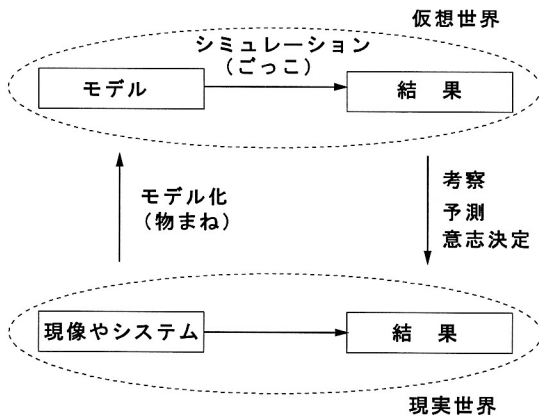 仮想世界
シミュレーション
(ごっこ)
モデル
結 果
モデル化
(物まね)
考察
予測
意志決定
現像やシステム
結 果
現実世界